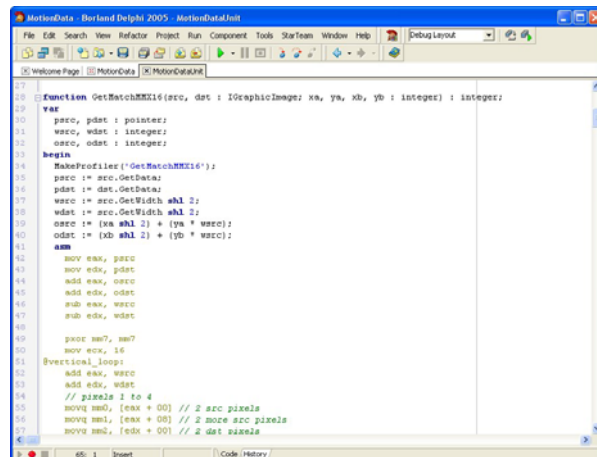 MotionData - Borland Delphi 2005 - MotionDataUnit
File Edit Search View Refactor Project Run Component Tools StarTeam Window Help Debug Layout
Welcome Page MotionData MotionDataUnit
27
28 function GetMatchMMX16(src, dst : IGraphicImage; xa, ya, xb, yb : integer) : integer;
29 var
30 psrc, pdst : pointer;
31 wsrc, wdst : integer;
32 osrc, odst : integer;
33 begin
34 MakeProfiler('GetMatchMMX16');
35 psrc := src.GetData;
36 pdst := dst.GetData;
37 wsrc := src.GetWidth shl 2;
38 wdst := src.GetWidth shl 2;
39 osrc := (xa shl 2) + (ya * wsrc);
40 odst := (xb shl 2) + (yb * wsrc);
41 asm
42 mov eax, psrc
43 mov edx, pdst
44 add eax, osrc
45 add edx, odst
46 sub eax, wsrc
47 sub edx, wdst
48
49 pxor mm7, mm7
50 mov ecx, 16
51 @vertical_loop:
52 add eax, wsrc
53 add edx, wdst
54 // pixels 1 to 4
55 movq mm0, [eax + 00] // 2 src pixels
56 movq mm1, [eax + 08] // 2 more src pixels
57 movq mm2, [edx + 00] // 2 dst pixels
65: 1 Insert Code History